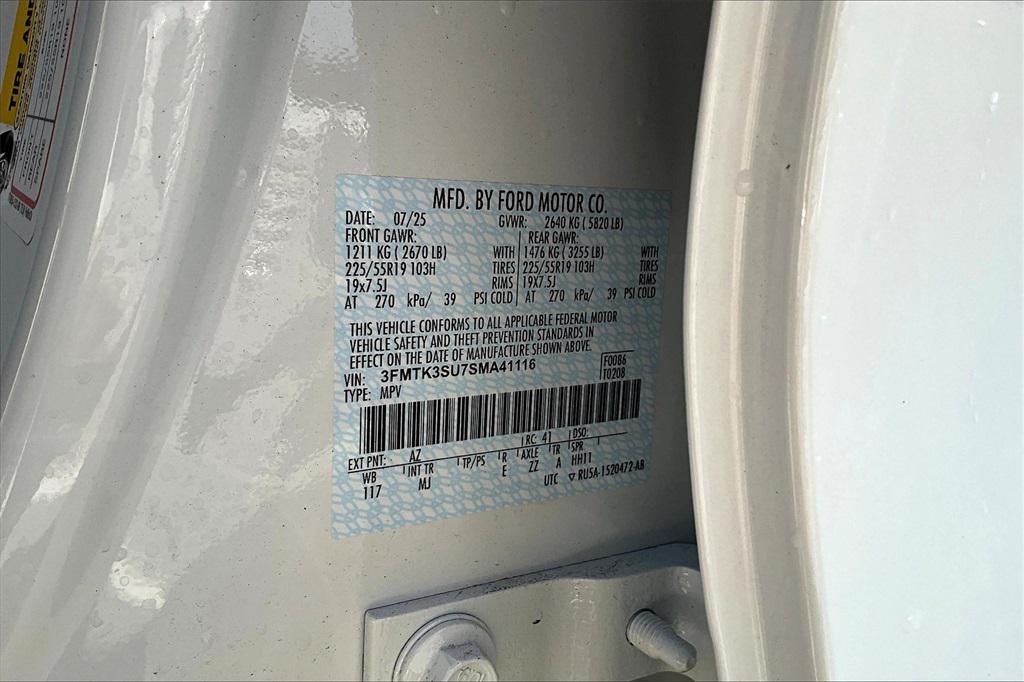 TIRE AND
MFD. BY FORD MOTOR CO.
DATE: 07/25 GVWR: 2640 KG ( 5820 LB)
FRONT GAWR: REAR GAWR:
1211 KG ( 2670 LB) WITH 1476 KG ( 3255 LB) WITH
225/55R19 103H TIRES 225/55R19 103H TIRES
19x7.5J RIMS 19x7.5J RIMS
AT 270 kPa/ 39 PSI COLD AT 270 kPa/ 39 PSI COLD
THIS VEHICLE CONFORMS TO ALL APPLICABLE FEDERAL MOTOR
VEHICLE SAFETY AND THEFT PREVENTION STANDARDS IN
EFFECT ON THE DATE OF MANUFACTURE SHOWN ABOVE.
VIN: 3FMTK3SU7SMA41116 F0086
TYPE: MPV T0208
EXT PNT: AZ RC: 41 DSO:
WB INT TR TP/PS R AXLE TR SPR
117 MJ E ZZ A HH11
UTC ▽ RU5A-1520472-AB